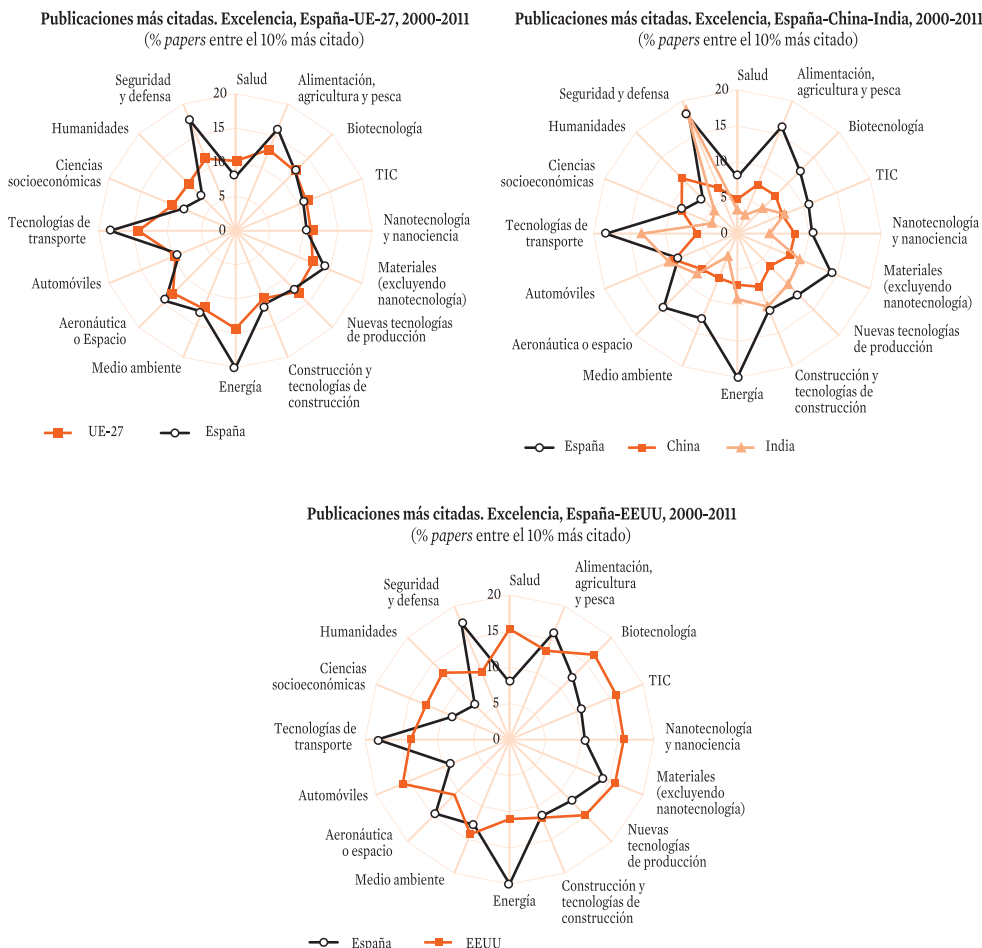 Publicaciones más citadas. Excelencia, España-UE-27, 2000-2011
(% papers entre el 10% más citado)
Salud
Alimentación,
agricultura y pesca
Biotecnología
TIC
Nanotecnología
y nanociencia
Materiales
(excluyendo
nanotecnología)
Nuevas tecnologías
de producción
Construcción y
tecnologías de
construcción
Energía
Medio ambiente
Aeronáutica
o Espacio
Automóviles
Tecnologías de
transporte
Ciencias
socioeconómicas
Humanidades
Seguridad
y defensa
20
15
10
5
0
UE-27
España
Publicaciones más citadas. Excelencia, España-China-India, 2000-2011
(% papers entre el 10% más citado)
Salud
Alimentación,
agricultura y pesca
Biotecnología
TIC
Nanotecnología
y nanociencia
Materiales
(excluyendo
nanotecnología)
Nuevas tecnologías
de producción
Construcción y
tecnologías de
construcción
Energía
Medio ambiente
Aeronáutica o espacio
Automóviles
Tecnologías de
transporte
Ciencias
socioeconómicas
Humanidades
Seguridad y defensa
20
15
10
5
0
España
China
India
Publicaciones más citadas. Excelencia, España-EEUU, 2000-2011
(% papers entre el 10% más citado)
Salud
Alimentación,
agricultura
y pesca
Biotecnología
TIC
Nanotecnología
y nanociencia
Materiales
(excluyendo
nanotecnología)
Nuevas
tecnologías
de producción
Construcción y
tecnologías de
construcción
Energía
Medio ambiente
Aeronáutica
o espacio
Automóviles
Tecnologías de
transporte
Ciencias
socioeconómicas
Humanidades
Seguridad
y defensa
20
15
10
5
0
España
EEUU